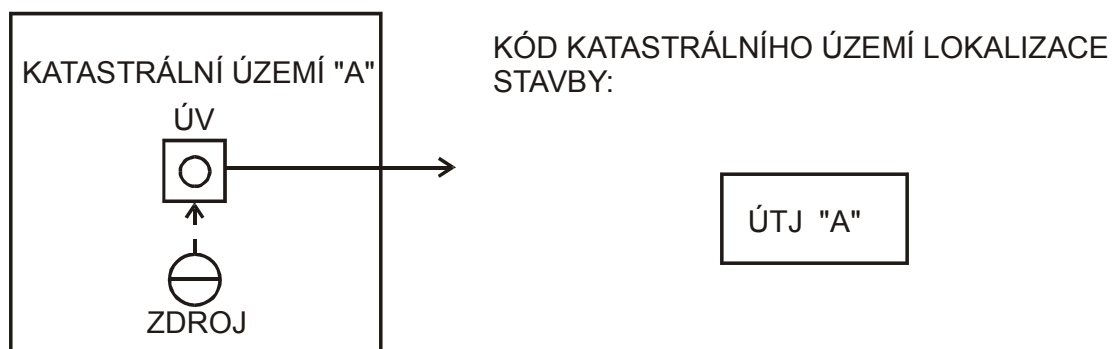 KATASTRÁLNÍ ÚZEMÍ "A"
ÚV
ZDROJ
KÓD KATASTRÁLNÍHO ÚZEMÍ LOKALIZACE
STAVBY:
ÚTJ "A"